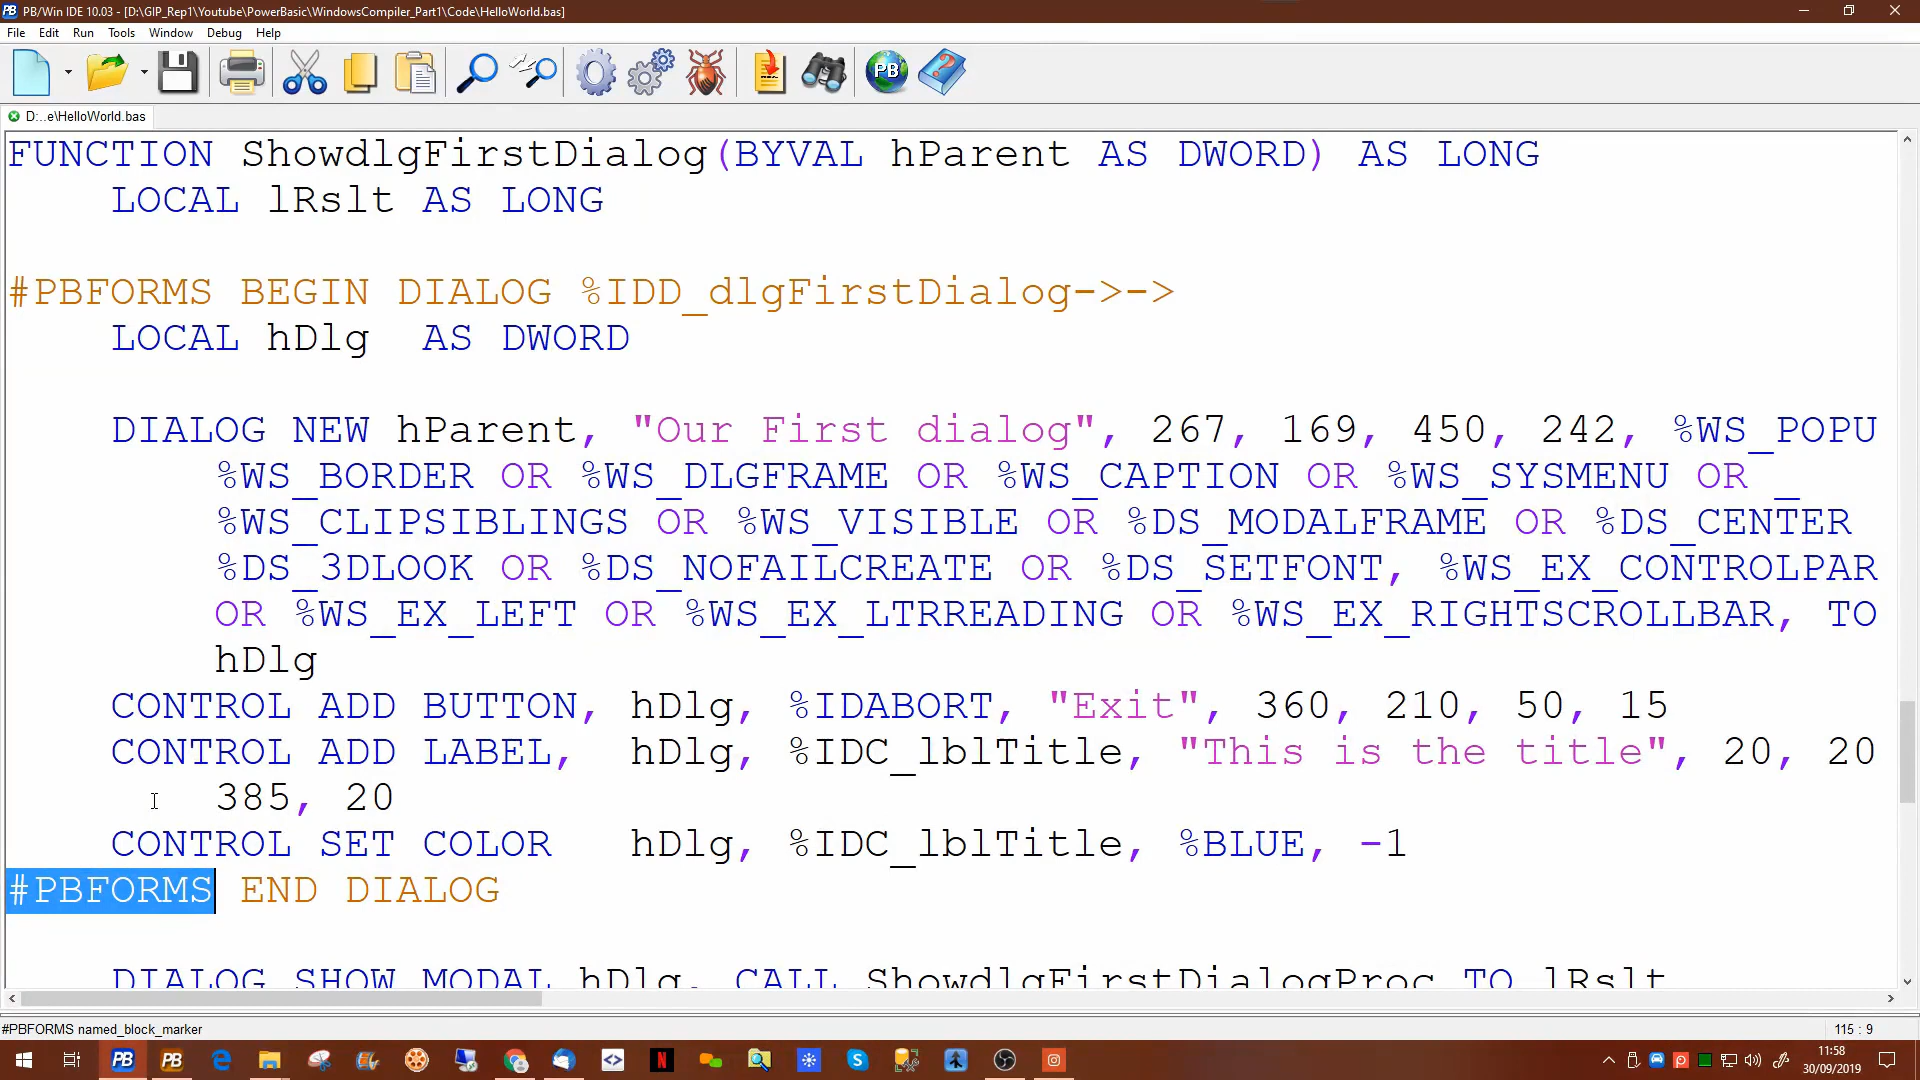 PB/Win IDE 10.03 - [D:\GIP_Rep1\Youtube\PowerBasic\WindowsCompiler_Part1\Code\HelloWorld.bas]
File Edit Run Tools Window Debug Help
PB
D:..e\HelloWorld.bas
FUNCTION ShowdlgFirstDialog(BYVAL hParent AS DWORD) AS LONG
LOCAL lRslt AS LONG
#PBFORMS BEGIN DIALOG %IDD_dlgFirstDialog->->
LOCAL hDlg AS DWORD
DIALOG NEW hParent, "Our First dialog", 267, 169, 450, 242, %WS_POPU
%WS_BORDER OR %WS_DLGFRAME OR %WS_CAPTION OR %WS_SYSMENU OR _
%WS_CLIPSIBLINGS OR %WS_VISIBLE OR %DS_MODALFRAME OR %DS_CENTER
%DS_3DLOOK OR %DS_NOFAILCREATE OR %DS_SETFONT, %WS_EX_CONTROLPAR
OR %WS_EX_LEFT OR %WS_EX_LTRREADING OR %WS_EX_RIGHTSCROLLBAR, TO
hDlg
CONTROL ADD BUTTON, hDlg, %IDABORT, "Exit", 360, 210, 50, 15
CONTROL ADD LABEL, hDlg, %IDC_lblTitle, "This is the title", 20, 20
385, 20
CONTROL SET COLOR hDlg, %IDC_lblTitle, %BLUE, -1
#PBFORMS END DIALOG
DIALOG SHOW MODAL hDlg, CALL ShowdlgFirstDialogProc TO lRslt
#PBFORMS named_block_marker
115 : 9
PB PB
11:58
30/09/2019